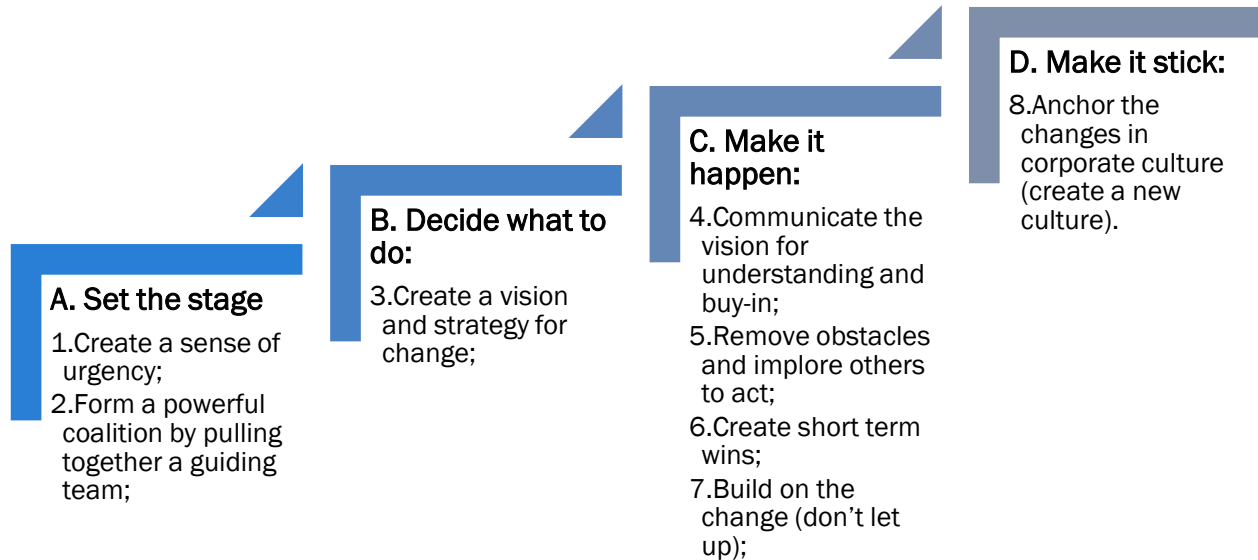 A. Set the stage
1.Create a sense of
urgency;
2.Form a powerful
coalition by pulling
together a guiding
team;
B. Decide what to
do:
3.Create a vision
and strategy for
change;
C. Make it
happen:
4.Communicate the
vision for
understanding and
buy-in;
5.Remove obstacles
and implore others
to act;
6.Create short term
wins;
7.Build on the
change (don’t let
up);
D. Make it stick:
8.Anchor the
changes in
corporate culture
(create a new
culture).